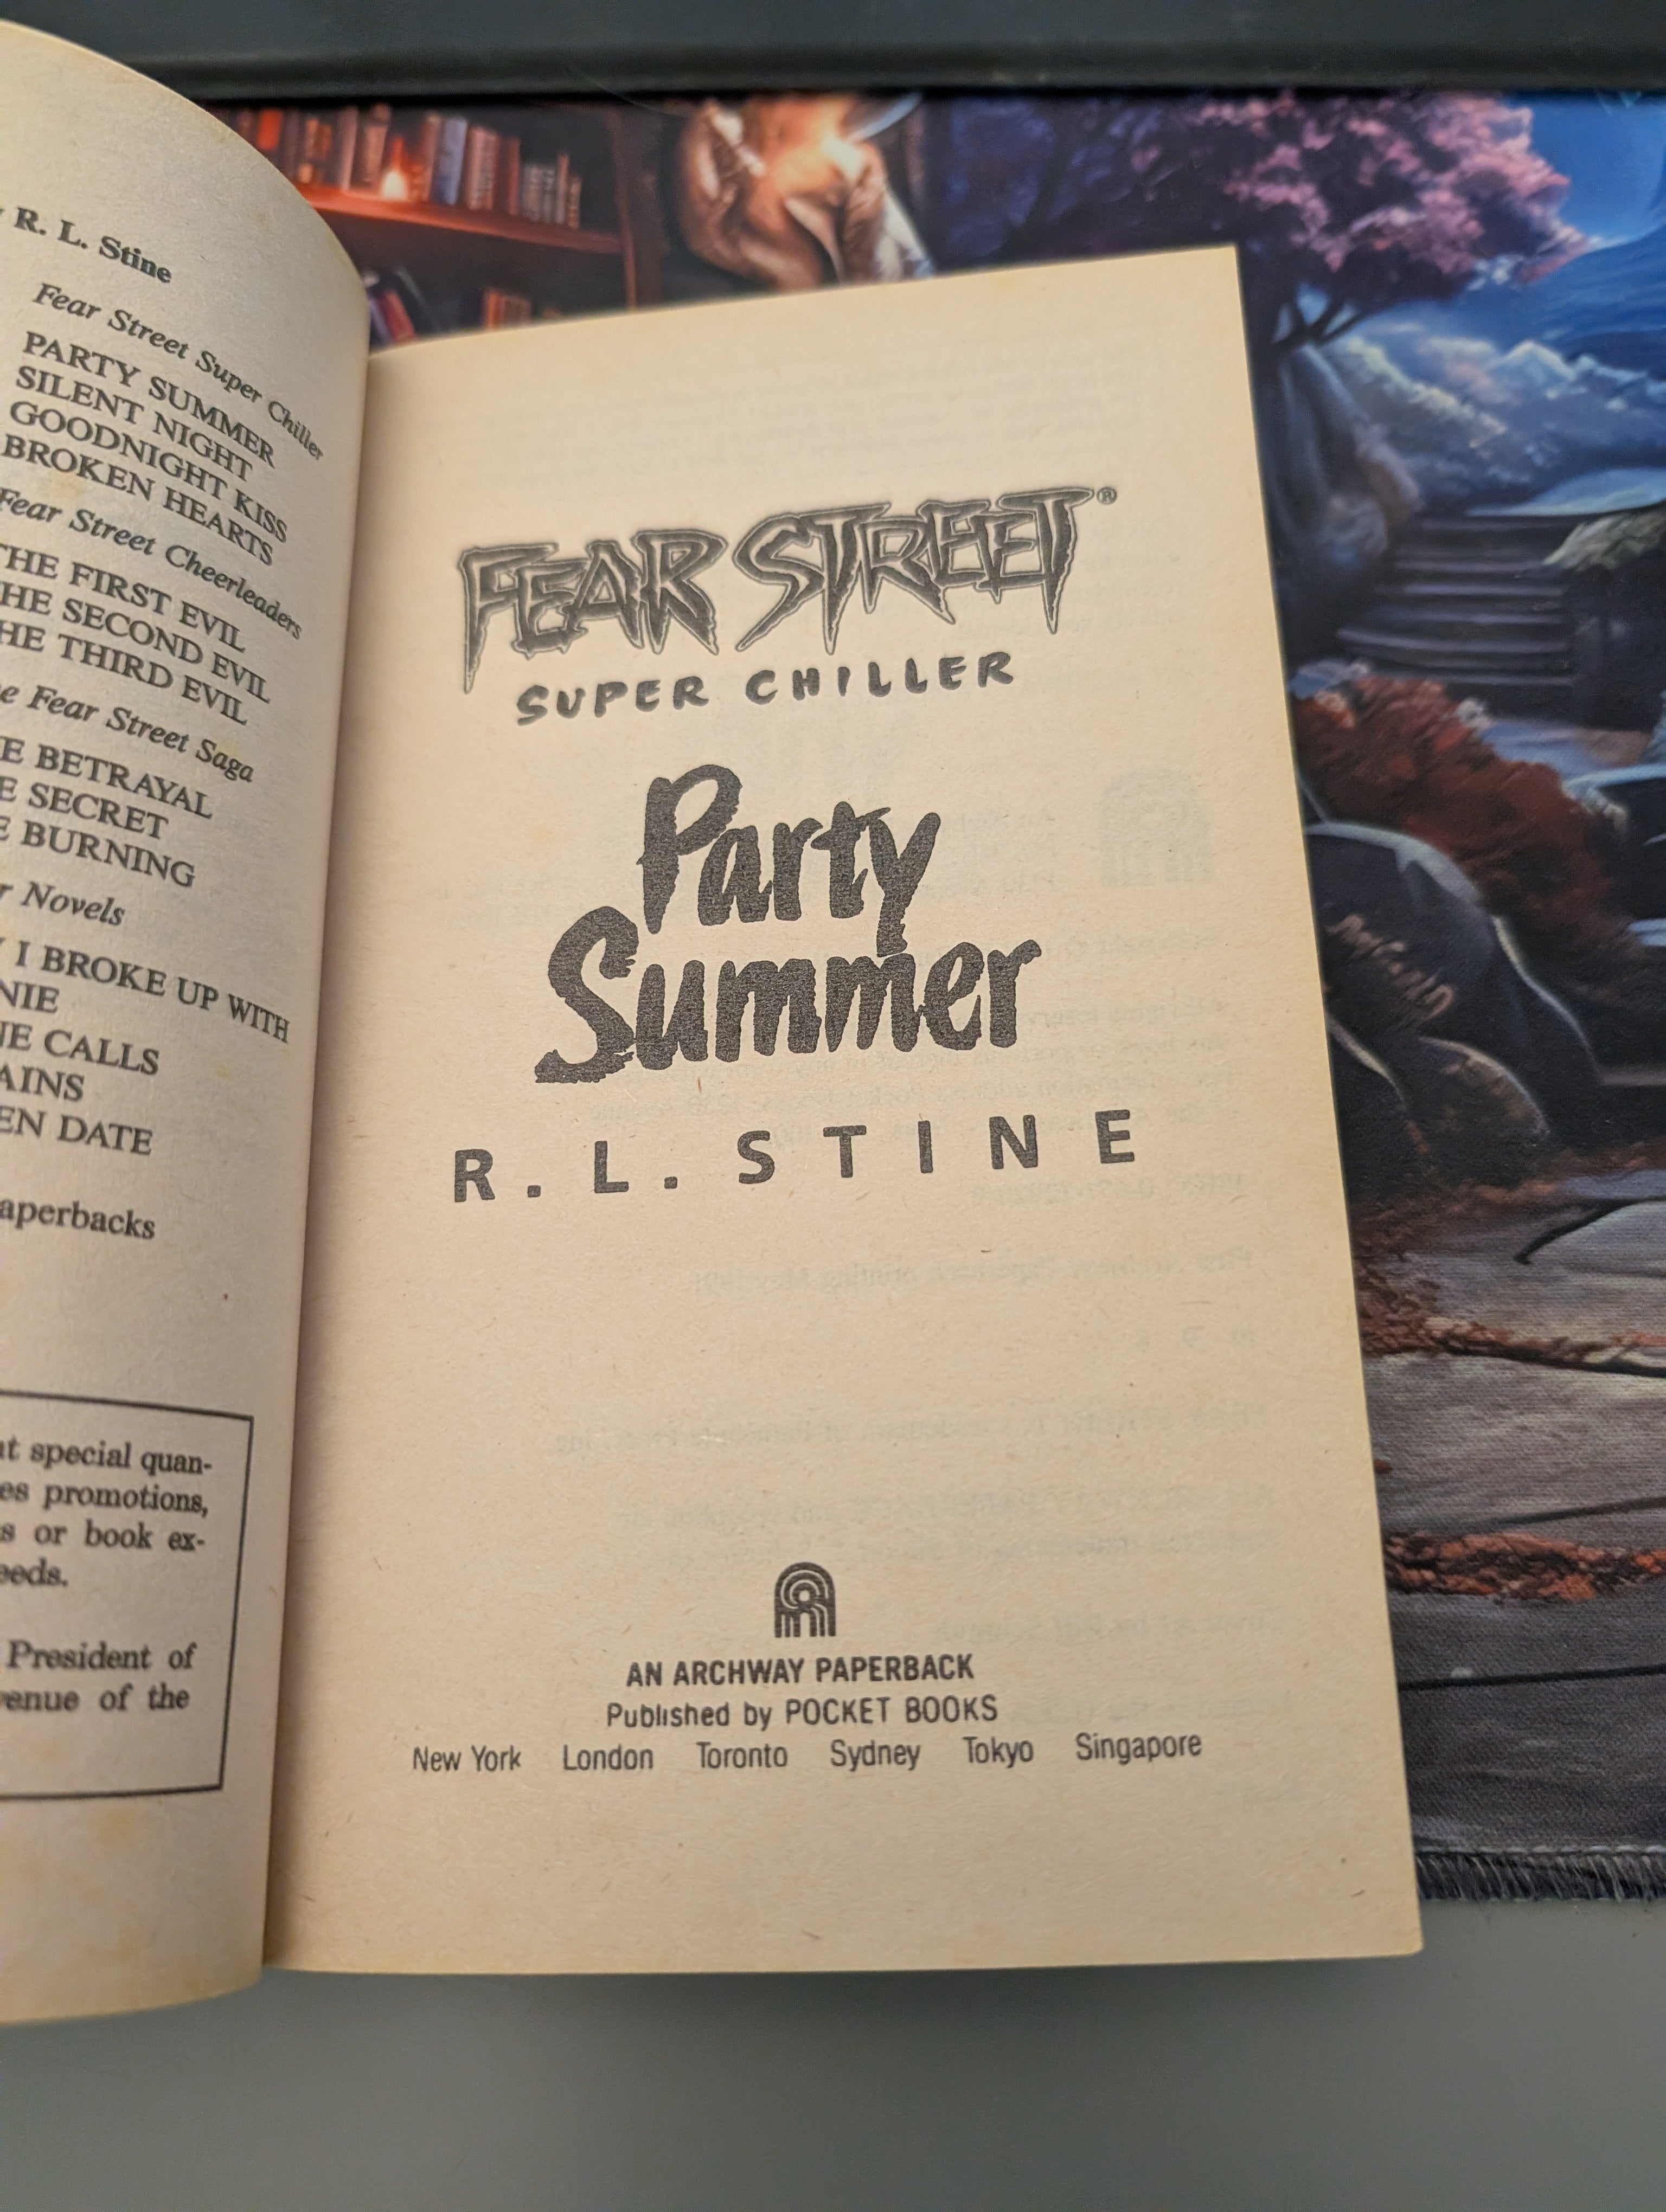 R. L. Stine
Fear Street Super Chiller
PARTY SUMMER
SILENT NIGHT
GOODNIGHT KISS
BROKEN HEARTS
Fear Street Cheerleaders
THE FIRST EVIL
HE SECOND EVIL
HE THIRD EVIL
e Fear Street Saga
E BETRAYAL
E SECRET
E BURNING
r Novels
I BROKE UP WITH
NIE
NE CALLS
AINS
EN DATE
aperbacks
at special quan-
es promotions,
s or book ex-
eeds.
President of
venue of the
FEAR STREET®
SUPER CHILLER
Party
Summer
R. L. STINE
AN ARCHWAY PAPERBACK
Published by POCKET BOOKS
New York London Toronto Sydney Tokyo Singapore